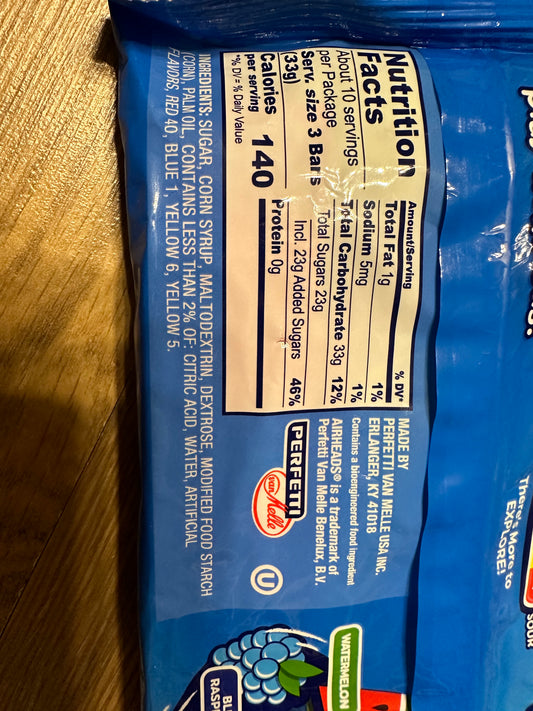 Nutrition
Facts
About 10 servings
per Package
Serv. size 3 Bars
(33g)
Calories
per serving 140
*% DV = % Daily Value
Amount/Serving % DV*
Total Fat 1g 1%
Sodium 5mg 1%
Total Carbohydrate 33g 12%
Total Sugars 23g
Incl. 23g Added Sugars 46%
Protein 0g
INGREDIENTS: SUGAR, CORN SYRUP, MALTODEXTRIN, DEXTROSE, MODIFIED FOOD STARCH
(CORN), PALM OIL, CONTAINS LESS THAN 2% OF: CITRIC ACID, WATER, ARTIFICIAL
FLAVORS, RED 40, BLUE 1, YELLOW 6, YELLOW 5.
MADE BY
PERFETTI VAN MELLE USA INC.
ERLANGER, KY 41018
Contains a bioengineered food ingredient
AIRHEADS® is a trademark of
Perfetti Van Melle Benelux, B.V.
PERFETTI
van Melle
U
There's More to
EXPLORE!
SOUR
WATERMELON